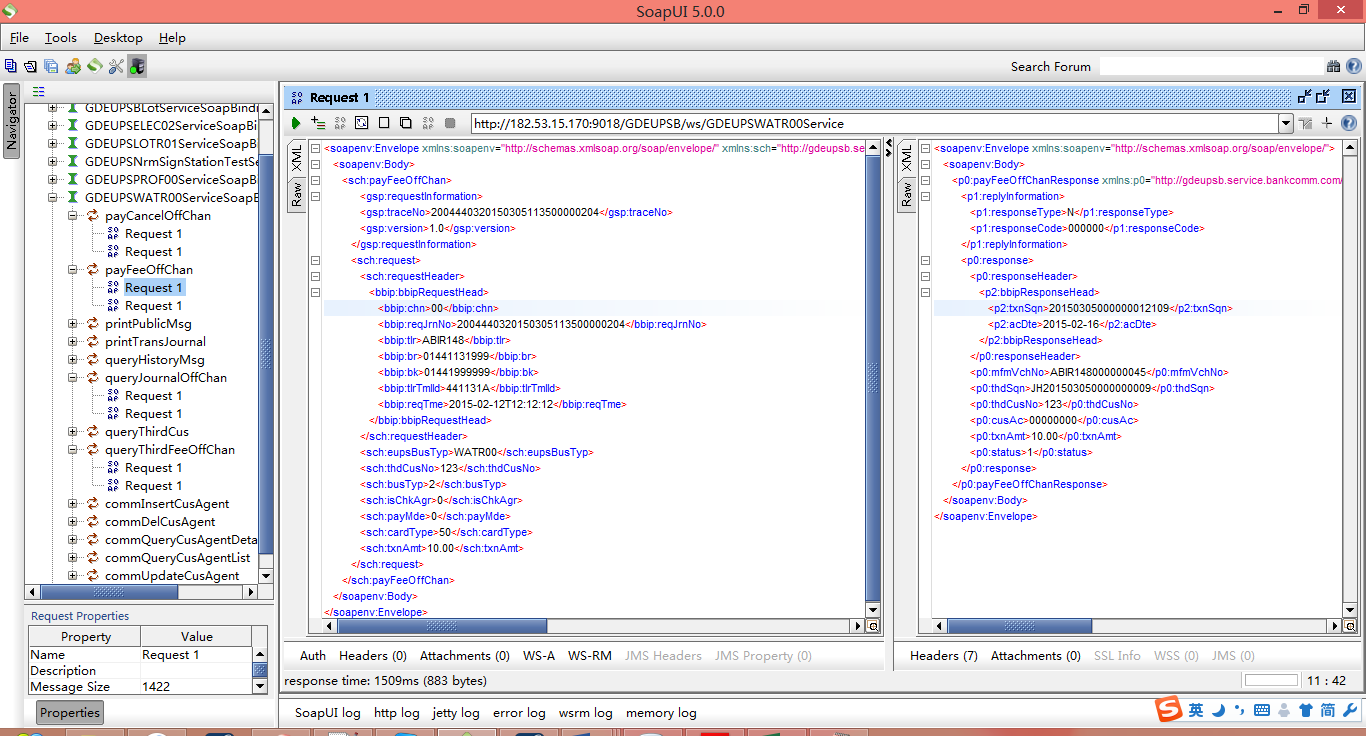 SoapUI 5.0.0
File Tools Desktop Help
Search Forum
Navigator
GDEUPSBLotServiceSoapBindi
GDEUPSELEC02ServiceSoapBi
GDEUPSLOTR01ServiceSoapB
GDEUPSNrmSignStationTestSe
GDEUPSPROF00ServiceSoapB
GDEUPSWATR00ServiceSoapE
payCancelOffChan
Request 1
Request 1
payFeeOffChan
Request 1
Request 1
printPublicMsg
printTransJournal
queryHistoryMsg
queryJournalOffChan
Request 1
Request 1
queryThirdCus
queryThirdFeeOffChan
Request 1
Request 1
commInsertCusAgent
commDelCusAgent
commQueryCusAgentDeta
commQueryCusAgentList
commUpdateCusAgent
Request Properties
Property Value
Name Request 1
Description
Message Size 1422
Properties
Request 1
http://182.53.15.170:9018/GDEUPSB/ws/GDEUPSWATR00Service
XML
Raw
<soapenv:Envelope xmlns:soapenv="http://schemas.xmlsoap.org/soap/envelope/" xmlns:sch="http://gdeupsb.se
<soapenv:Body>
<sch:payFeeOffChan>
<gsp:requestInformation>
<gsp:traceNo>2004440320150305113500000204</gsp:traceNo>
<gsp:version>1.0</gsp:version>
</gsp:requestInformation>
<sch:request>
<sch:requestHeader>
<bbip:bbipRequestHead>
<bbip:chn>00</bbip:chn>
<bbip:reqJrnNo>2004440320150305113500000204</bbip:reqJrnNo>
<bbip:tlr>ABIR148</bbip:tlr>
<bbip:br>01441131999</bbip:br>
<bbip:bk>01441999999</bbip:bk>
<bbip:tlrTmlId>441131A</bbip:tlrTmlId>
<bbip:reqTme>2015-02-12T12:12:12</bbip:reqTme>
</bbip:bbipRequestHead>
</sch:requestHeader>
<sch:eupsBusTyp>WATR00</sch:eupsBusTyp>
<sch:thdCusNo>123</sch:thdCusNo>
<sch:busTyp>2</sch:busTyp>
<sch:isChkAgr>0</sch:isChkAgr>
<sch:payMde>0</sch:payMde>
<sch:cardType>50</sch:cardType>
<sch:txnAmt>10.00</sch:txnAmt>
</sch:request>
</sch:payFeeOffChan>
</soapenv:Body>
</soapenv:Envelope>
Auth Headers (0) Attachments (0) WS-A WS-RM JMS Headers JMS Property (0)
XML
Raw
<soapenv:Envelope xmlns:soapenv="http://schemas.xmlsoap.org/soap/envelope/">
<soapenv:Body>
<p0:payFeeOffChanResponse xmlns:p0="http://gdeupsb.service.bankcomm.com/
<p1:replyInformation>
<p1:responseType>N</p1:responseType>
<p1:responseCode>000000</p1:responseCode>
</p1:replyInformation>
<p0:response>
<p0:responseHeader>
<p2:bbipResponseHead>
<p2:txnSqn>20150305000000012109</p2:txnSqn>
<p2:acDte>2015-02-16</p2:acDte>
</p2:bbipResponseHead>
</p0:responseHeader>
<p0:mfmVchNo>ABIR148000000045</p0:mfmVchNo>
<p0:thdSqn>JH201503050000000009</p0:thdSqn>
<p0:thdCusNo>123</p0:thdCusNo>
<p0:cusAc>00000000</p0:cusAc>
<p0:txnAmt>10.00</p0:txnAmt>
<p0:status>1</p0:status>
</p0:response>
</p0:payFeeOffChanResponse>
</soapenv:Body>
</soapenv:Envelope>
Headers (7) Attachments (0) SSL Info WSS (0) JMS (0)
response time: 1509ms (883 bytes)
11 : 42
SoapUI log http log jetty log error log wsrm log memory log
S 英 简